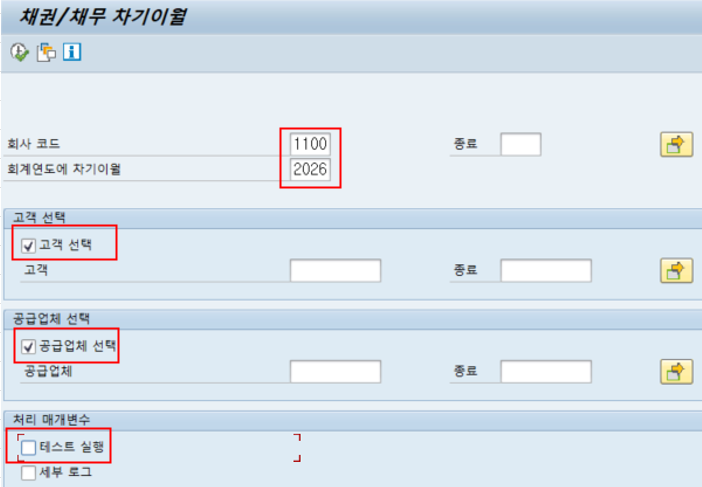 채권/채무 차기이월
회사 코드 1100 종료
회계연도에 차기이월 2026
고객 선택
고객 선택
고객 종료
공급업체 선택
공급업체 선택
공급업체 종료
처리 매개변수
테스트 실행
세부 로그